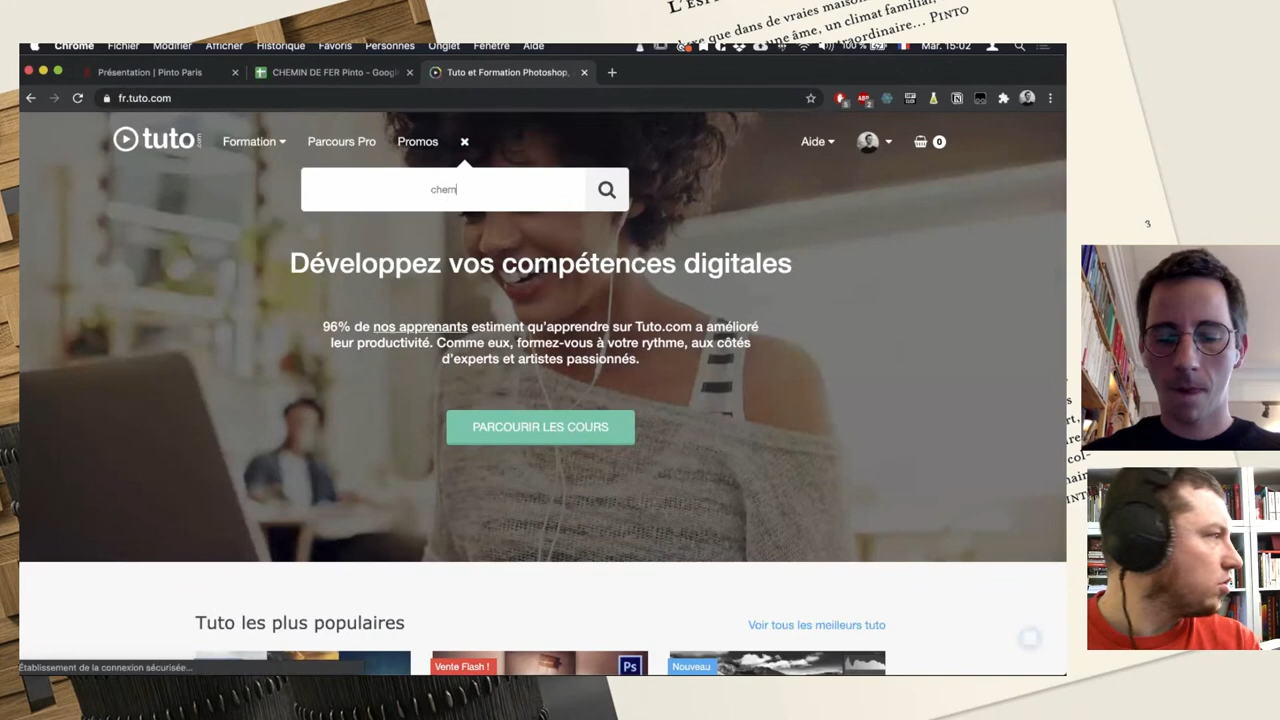 L'ESP
que dans de vraies maiso
une âme, un climat familial,
raordinaire... PINTO
Chrome Fichier Modifier Afficher Historique Favoris Personnes Onglet Fenêtre Aide 100 % Mar. 15:02
Présentation | Pinto Paris CHEMIN DE FER Pinto - Google Tuto et Formation Photoshop,
fr.tuto.com
tuto.com Formation Parcours Pro Promos Aide 0
chem
3
Développez vos compétences digitales
96% de nos apprenants estiment qu'apprendre sur Tuto.com a amélioré
leur productivité. Comme eux, formez-vous à votre rythme, aux côtés
d'experts et artistes passionnés.
PARCOURIR LES COURS
Tuto les plus populaires Voir tous les meilleurs tuto
Établissement de la connexion sécurisée... Vente Flash ! Ps Nouveau